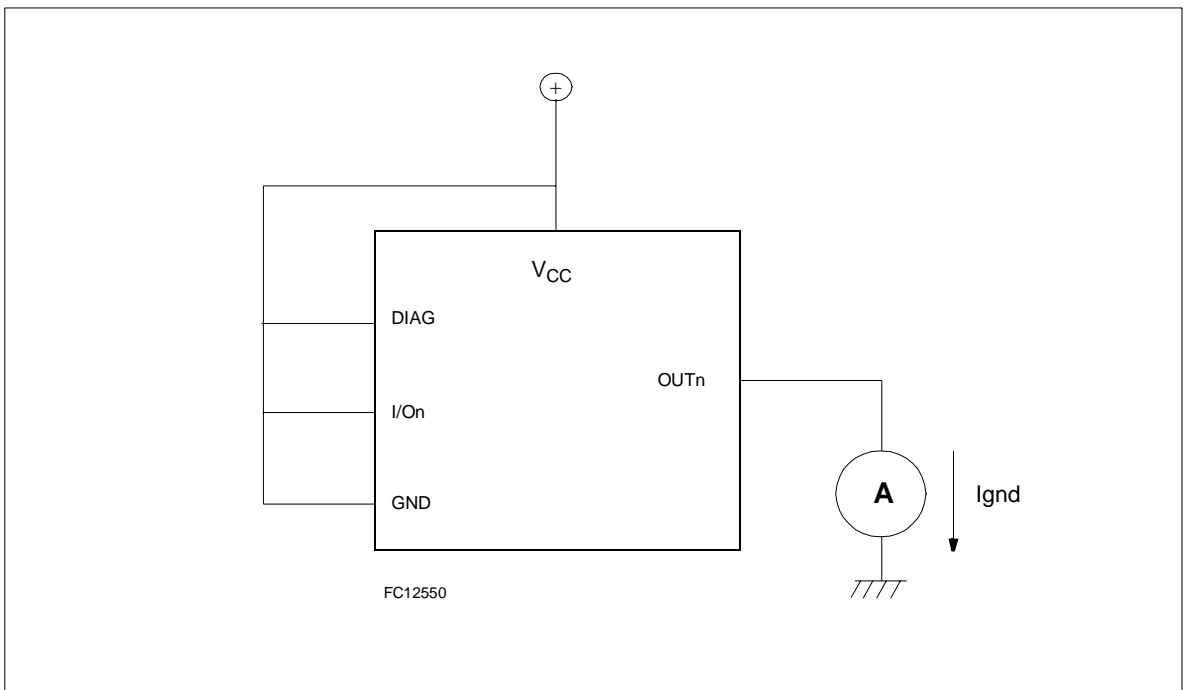 +
VCC
DIAG
OUTn
I/On
A
Ignd
GND
FC12550